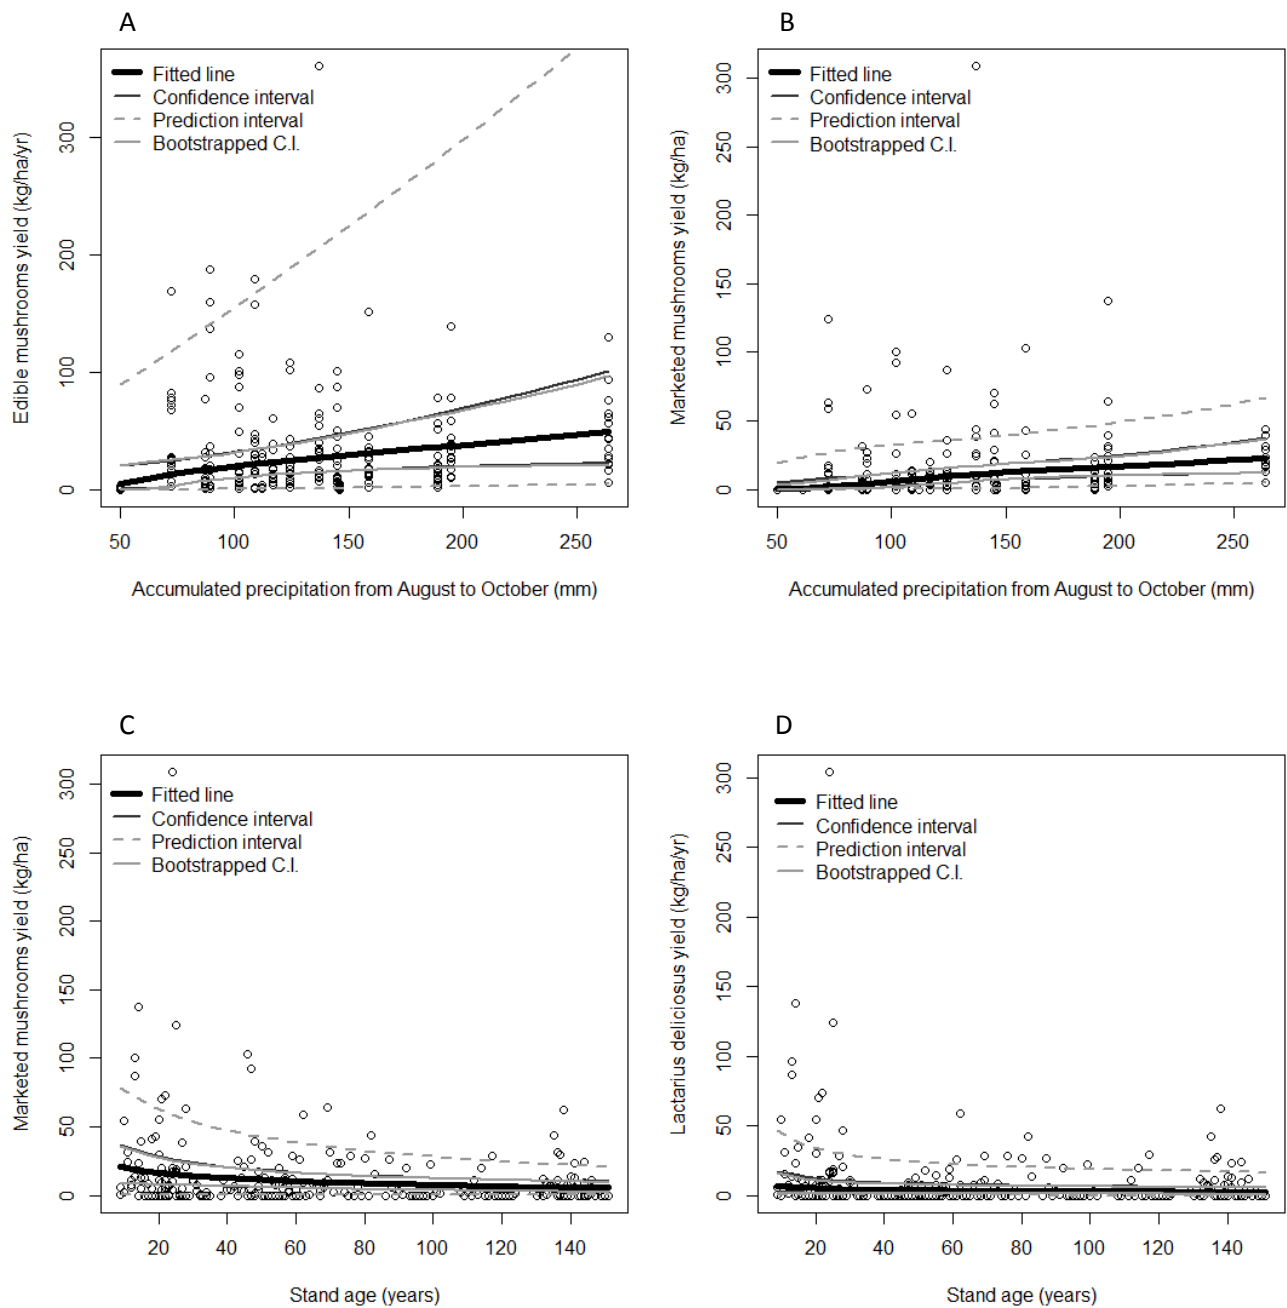 A
Fitted line
Confidence interval
Prediction interval
Bootstrapped C.I.
Edible mushrooms yield (kg/ha/yr)
0 100 200 300
50 100 150 200 250
Accumulated precipitation from August to October (mm)
B
Fitted line
Confidence interval
Prediction interval
Bootstrapped C.I.
Marketed mushrooms yield (kg/ha)
0 50 100 150 200 250 300
50 100 150 200 250
Accumulated precipitation from August to October (mm)
C
Fitted line
Confidence interval
Prediction interval
Bootstrapped C.I.
Marketed mushrooms yield (kg/ha)
0 50 100 150 200 250 300
20 40 60 80 100 120 140
Stand age (years)
D
Fitted line
Confidence interval
Prediction interval
Bootstrapped C.I.
Lactarius deliciosus yield (kg/ha/yr)
0 50 100 150 200 250 300
20 40 60 80 100 120 140
Stand age (years)